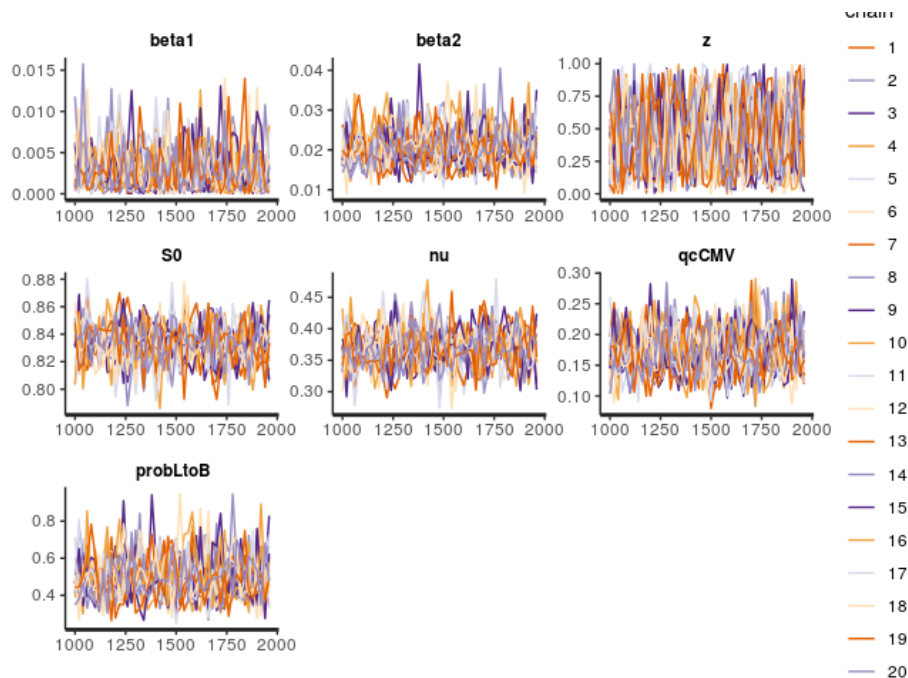 chain
beta1 beta2 z
0.015 0.010 0.005 0.000
1000 1250 1500 1750 2000
0.04 0.03 0.02 0.01
1000 1250 1500 1750 2000
1.00 0.75 0.50 0.25 0.00
1000 1250 1500 1750 2000
S0 nu qcCMV
0.88 0.86 0.84 0.82 0.80
1000 1250 1500 1750 2000
0.45 0.40 0.35 0.30
1000 1250 1500 1750 2000
0.30 0.25 0.20 0.15 0.10
1000 1250 1500 1750 2000
probLtoB
0.8 0.6 0.4
1000 1250 1500 1750 2000
1
2
3
4
5
6
7
8
9
10
11
12
13
14
15
16
17
18
19
20